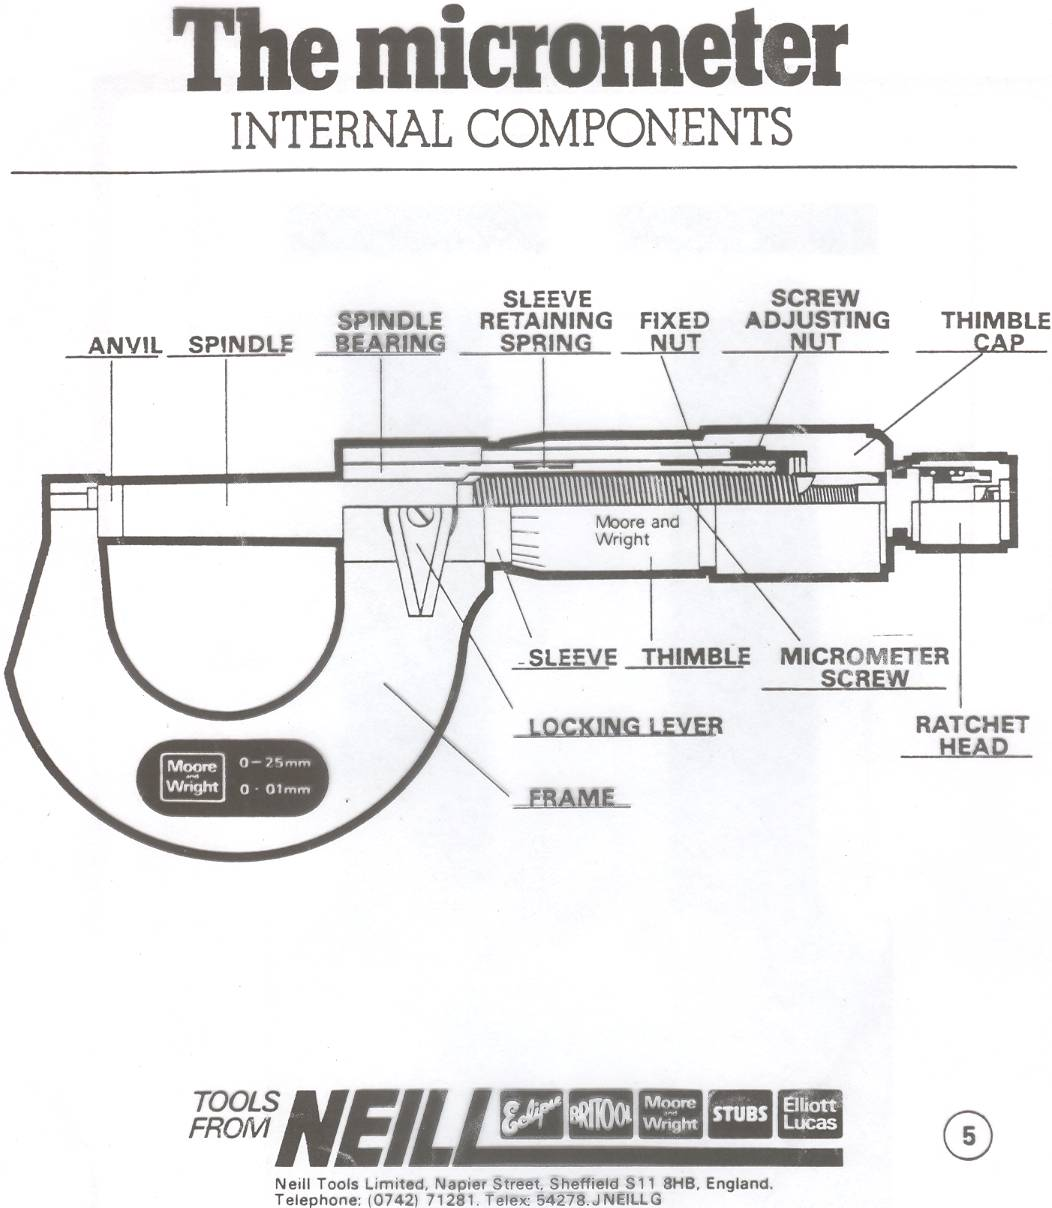 The micrometer
INTERNAL COMPONENTS
ANVIL
SPINDLE
SPINDLE
BEARING
SLEEVE
RETAINING
SPRING
FIXED
NUT
SCREW
ADJUSTING
NUT
THIMBLE
CAP
Moore and
Wright
SLEEVE
THIMBLE
MICROMETER
SCREW
LOCKING LEVER
RATCHET
HEAD
FRAME
Moore
and
Wright
0-25mm
0·01mm
TOOLS
FROM
NEILL
Eclipse
BRITOOL
Moore
and
Wright
STUBS
Elliott
Lucas
5
Neill Tools Limited, Napier Street, Sheffield S11 8HB, England.
Telephone: (0742) 71281. Telex: 54278.JNEILLG